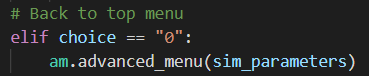 # Back to top menu
elif choice == "0":
    am.advanced_menu(sim_parameters)